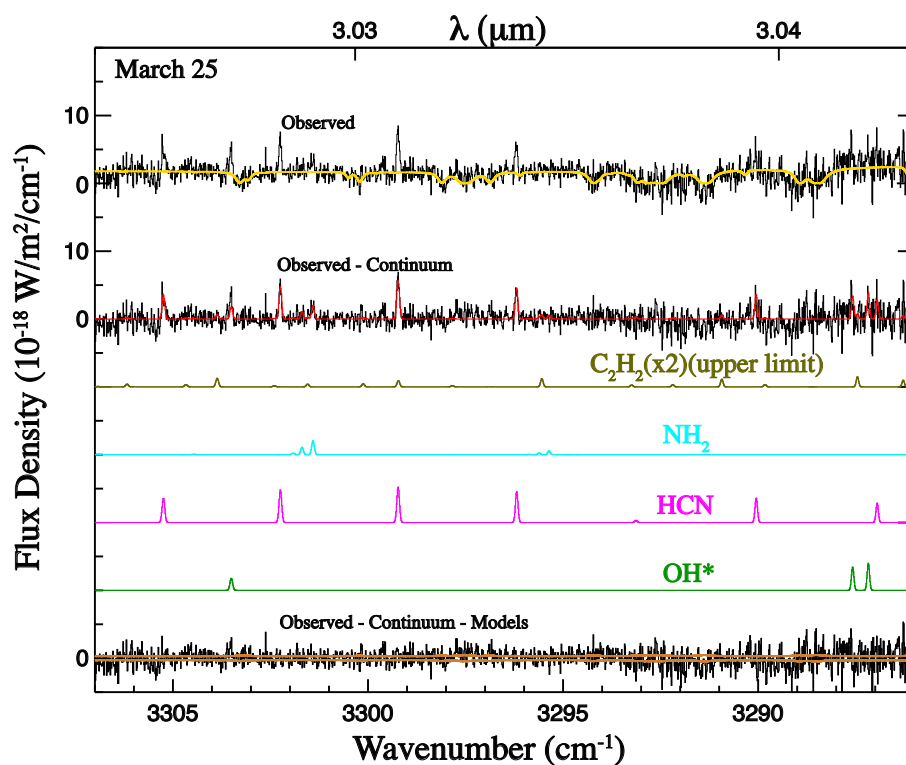 3.03 λ (μm) 3.04
March 25
Observed
10
0
Observed - Continuum
10
0
C₂H₂(x2)(upper limit)
NH₂
HCN
OH*
Observed - Continuum - Models
0
Flux Density (10⁻¹⁸ W/m²/cm⁻¹)
3305 3300 3295 3290
Wavenumber (cm⁻¹)